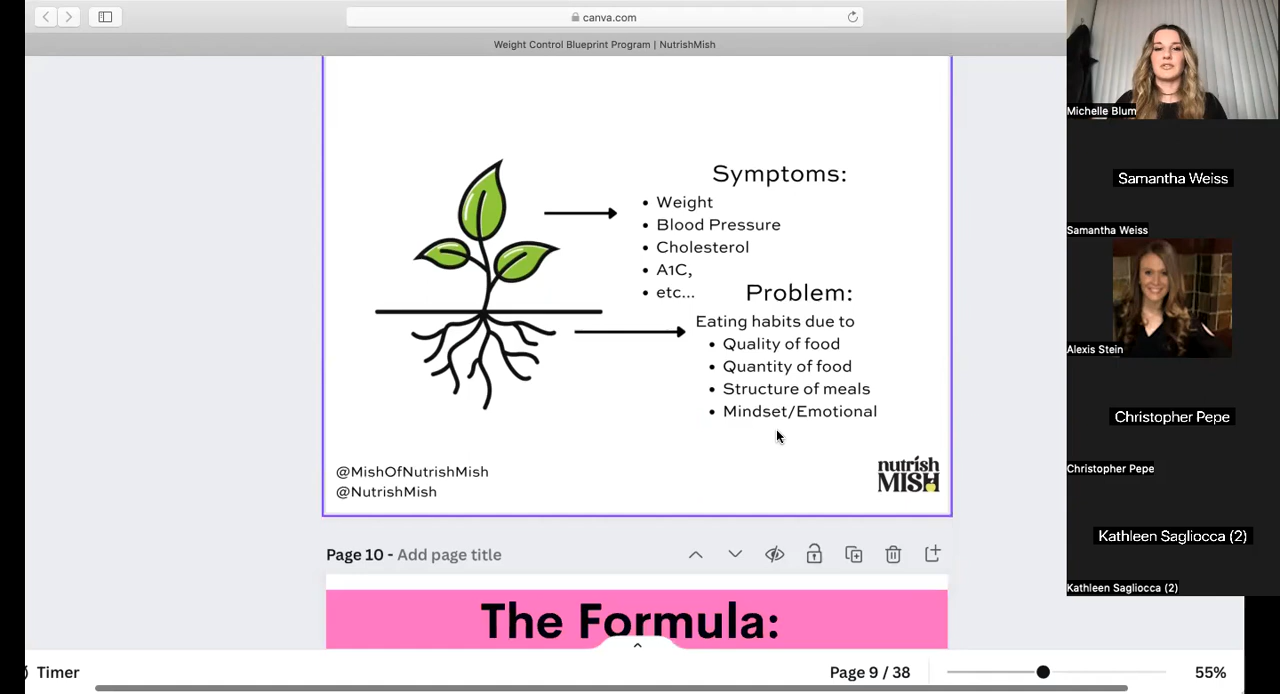 canva.com
Weight Control Blueprint Program | NutrishMish
Symptoms:
• Weight
• Blood Pressure
• Cholesterol
• A1C,
• etc...
Problem:
Eating habits due to
• Quality of food
• Quantity of food
• Structure of meals
• Mindset/Emotional
@MishOfNutrishMish
@NutrishMish
nutrish
MISH
Page 10 - Add page title
The Formula:
Timer
Page 9 / 38
55%
Michelle Blum
Samantha Weiss
Samantha Weiss
Alexis Stein
Christopher Pepe
Christopher Pepe
Kathleen Sagliocca (2)
Kathleen Sagliocca (2)